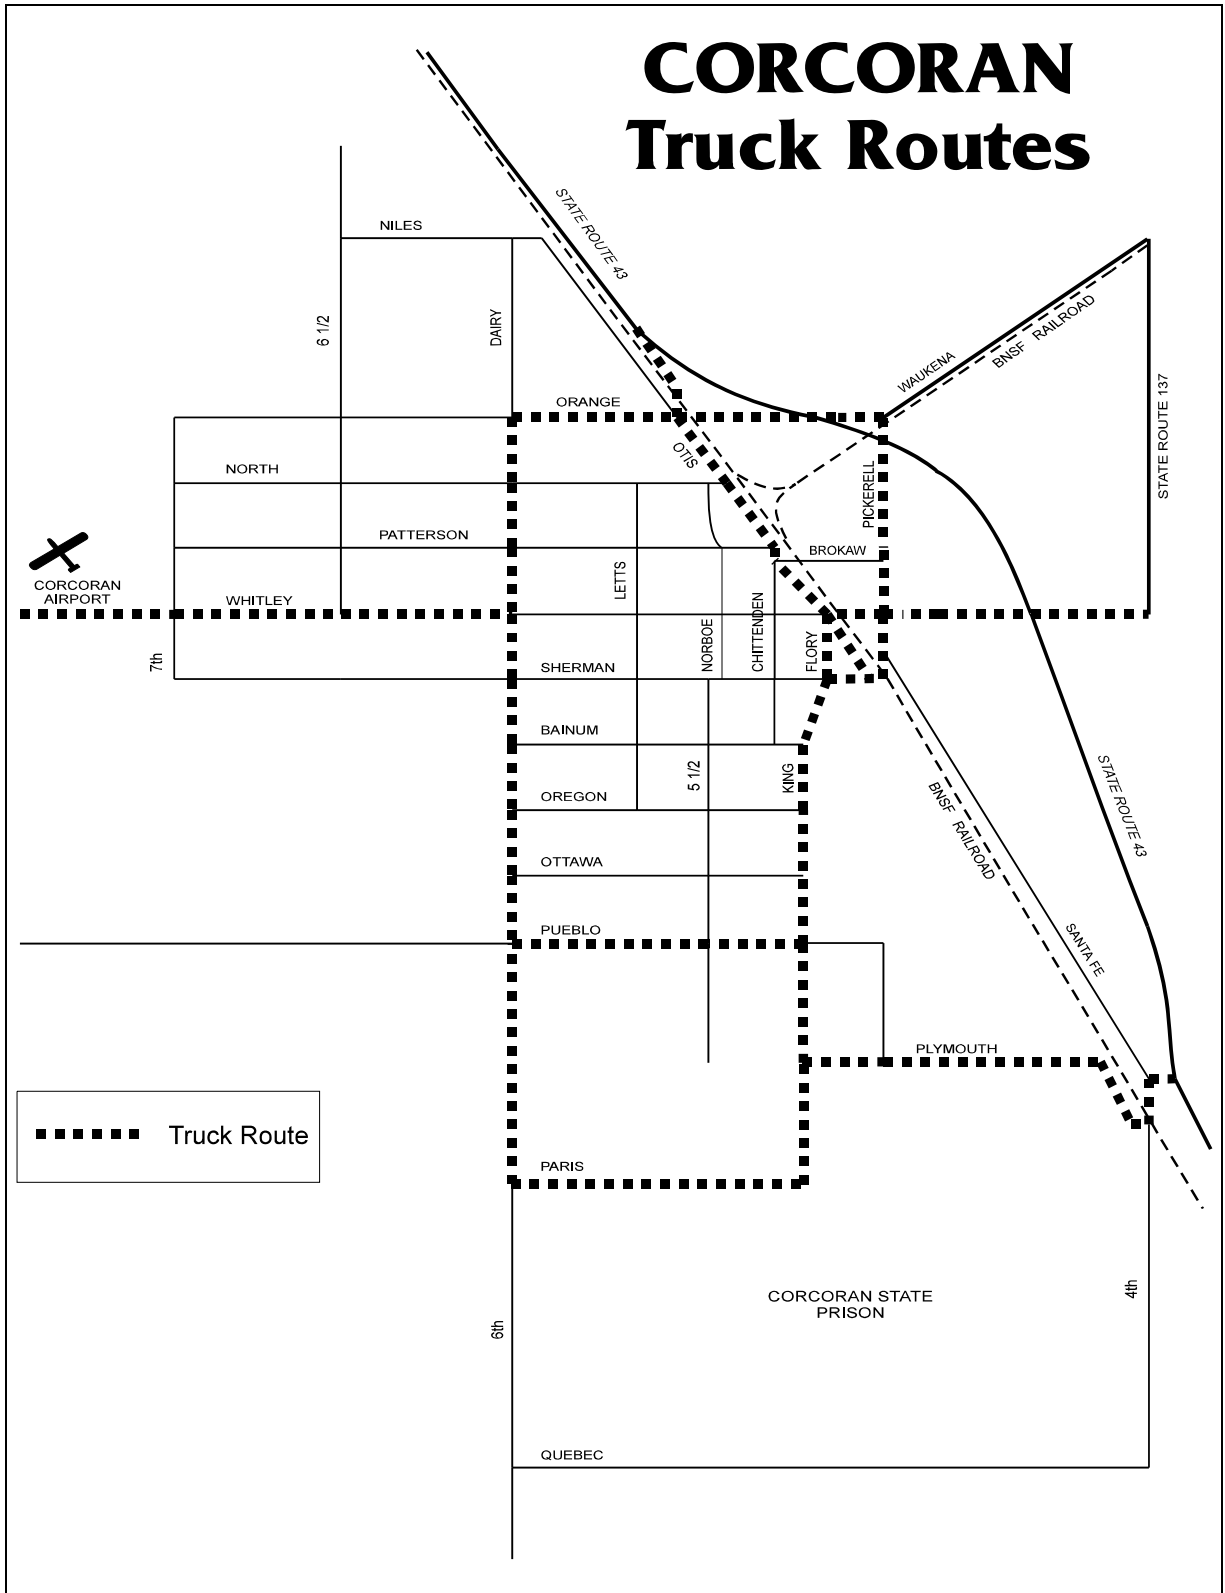 CORCORAN
Truck Routes
STATE ROUTE 43
NILES
6 1/2
DAIRY
WAUKENA
BNSF RAILROAD
STATE ROUTE 137
ORANGE
OTIS
NORTH
PICKERELL
PATTERSON
BROKAW
CORCORAN
AIRPORT
WHITLEY
LETTS
NORBOE
CHITTENDEN
FLORY
7th
SHERMAN
BAINUM
5 1/2
KING
OREGON
BNSF RAILROAD
STATE ROUTE 43
OTTAWA
PUEBLO
SANTA FE
PLYMOUTH
Truck Route
PARIS
CORCORAN STATE
PRISON
4th
6th
QUEBEC